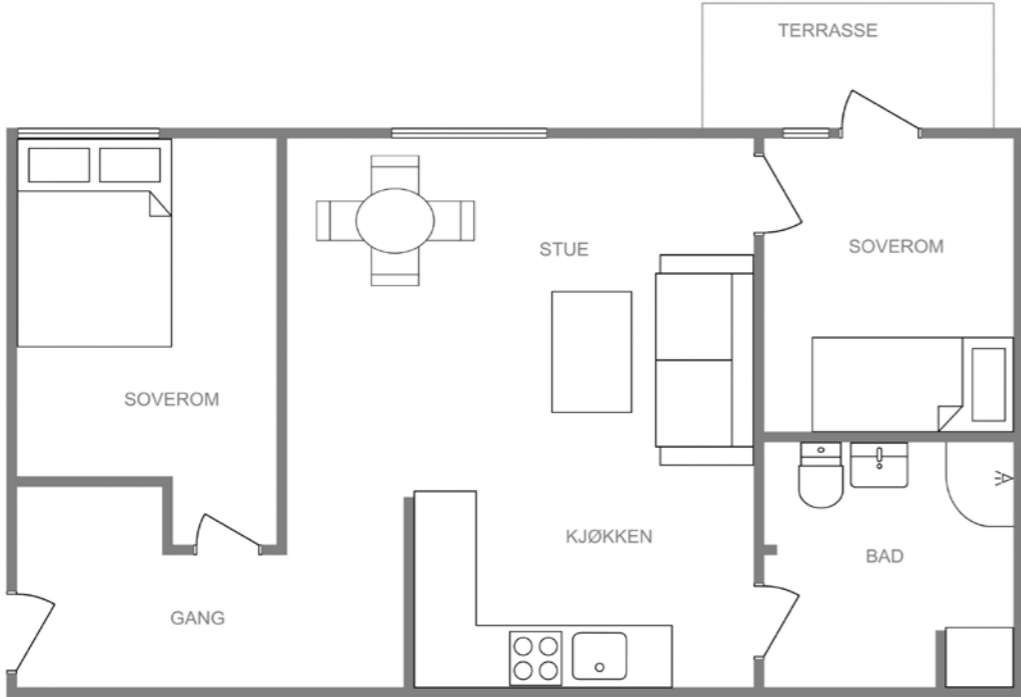 TERRASSE
STUE
SOVEROM
SOVEROM
KJØKKEN
BAD
GANG